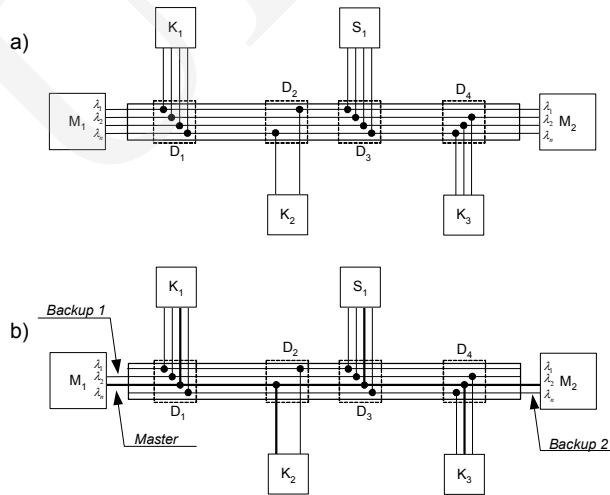 a)
K₁
S₁
D₂
D₄
M₁
λ₁
λ₂
λₙ
λ₁
λ₂
λₙ
M₂
D₁
D₃
K₂
K₃
b)
K₁
S₁
Backup 1
D₂
D₄
M₁
λ₁
λ₂
λₙ
λ₁
λ₂
λₙ
M₂
D₁
D₃
Master
Backup 2
K₂
K₃